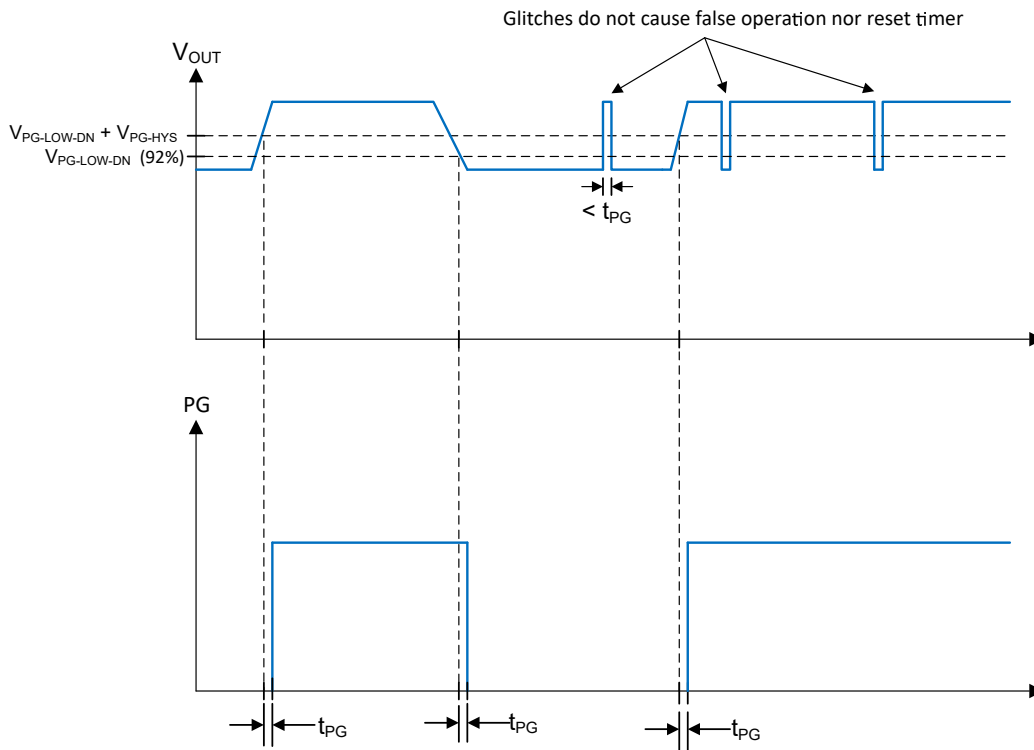 Glitches do not cause false operation nor reset timer
VOUT
VPG-LOW-DN + VPG-HYS
VPG-LOW-DN (92%)
< tPG
PG
tPG
tPG
tPG